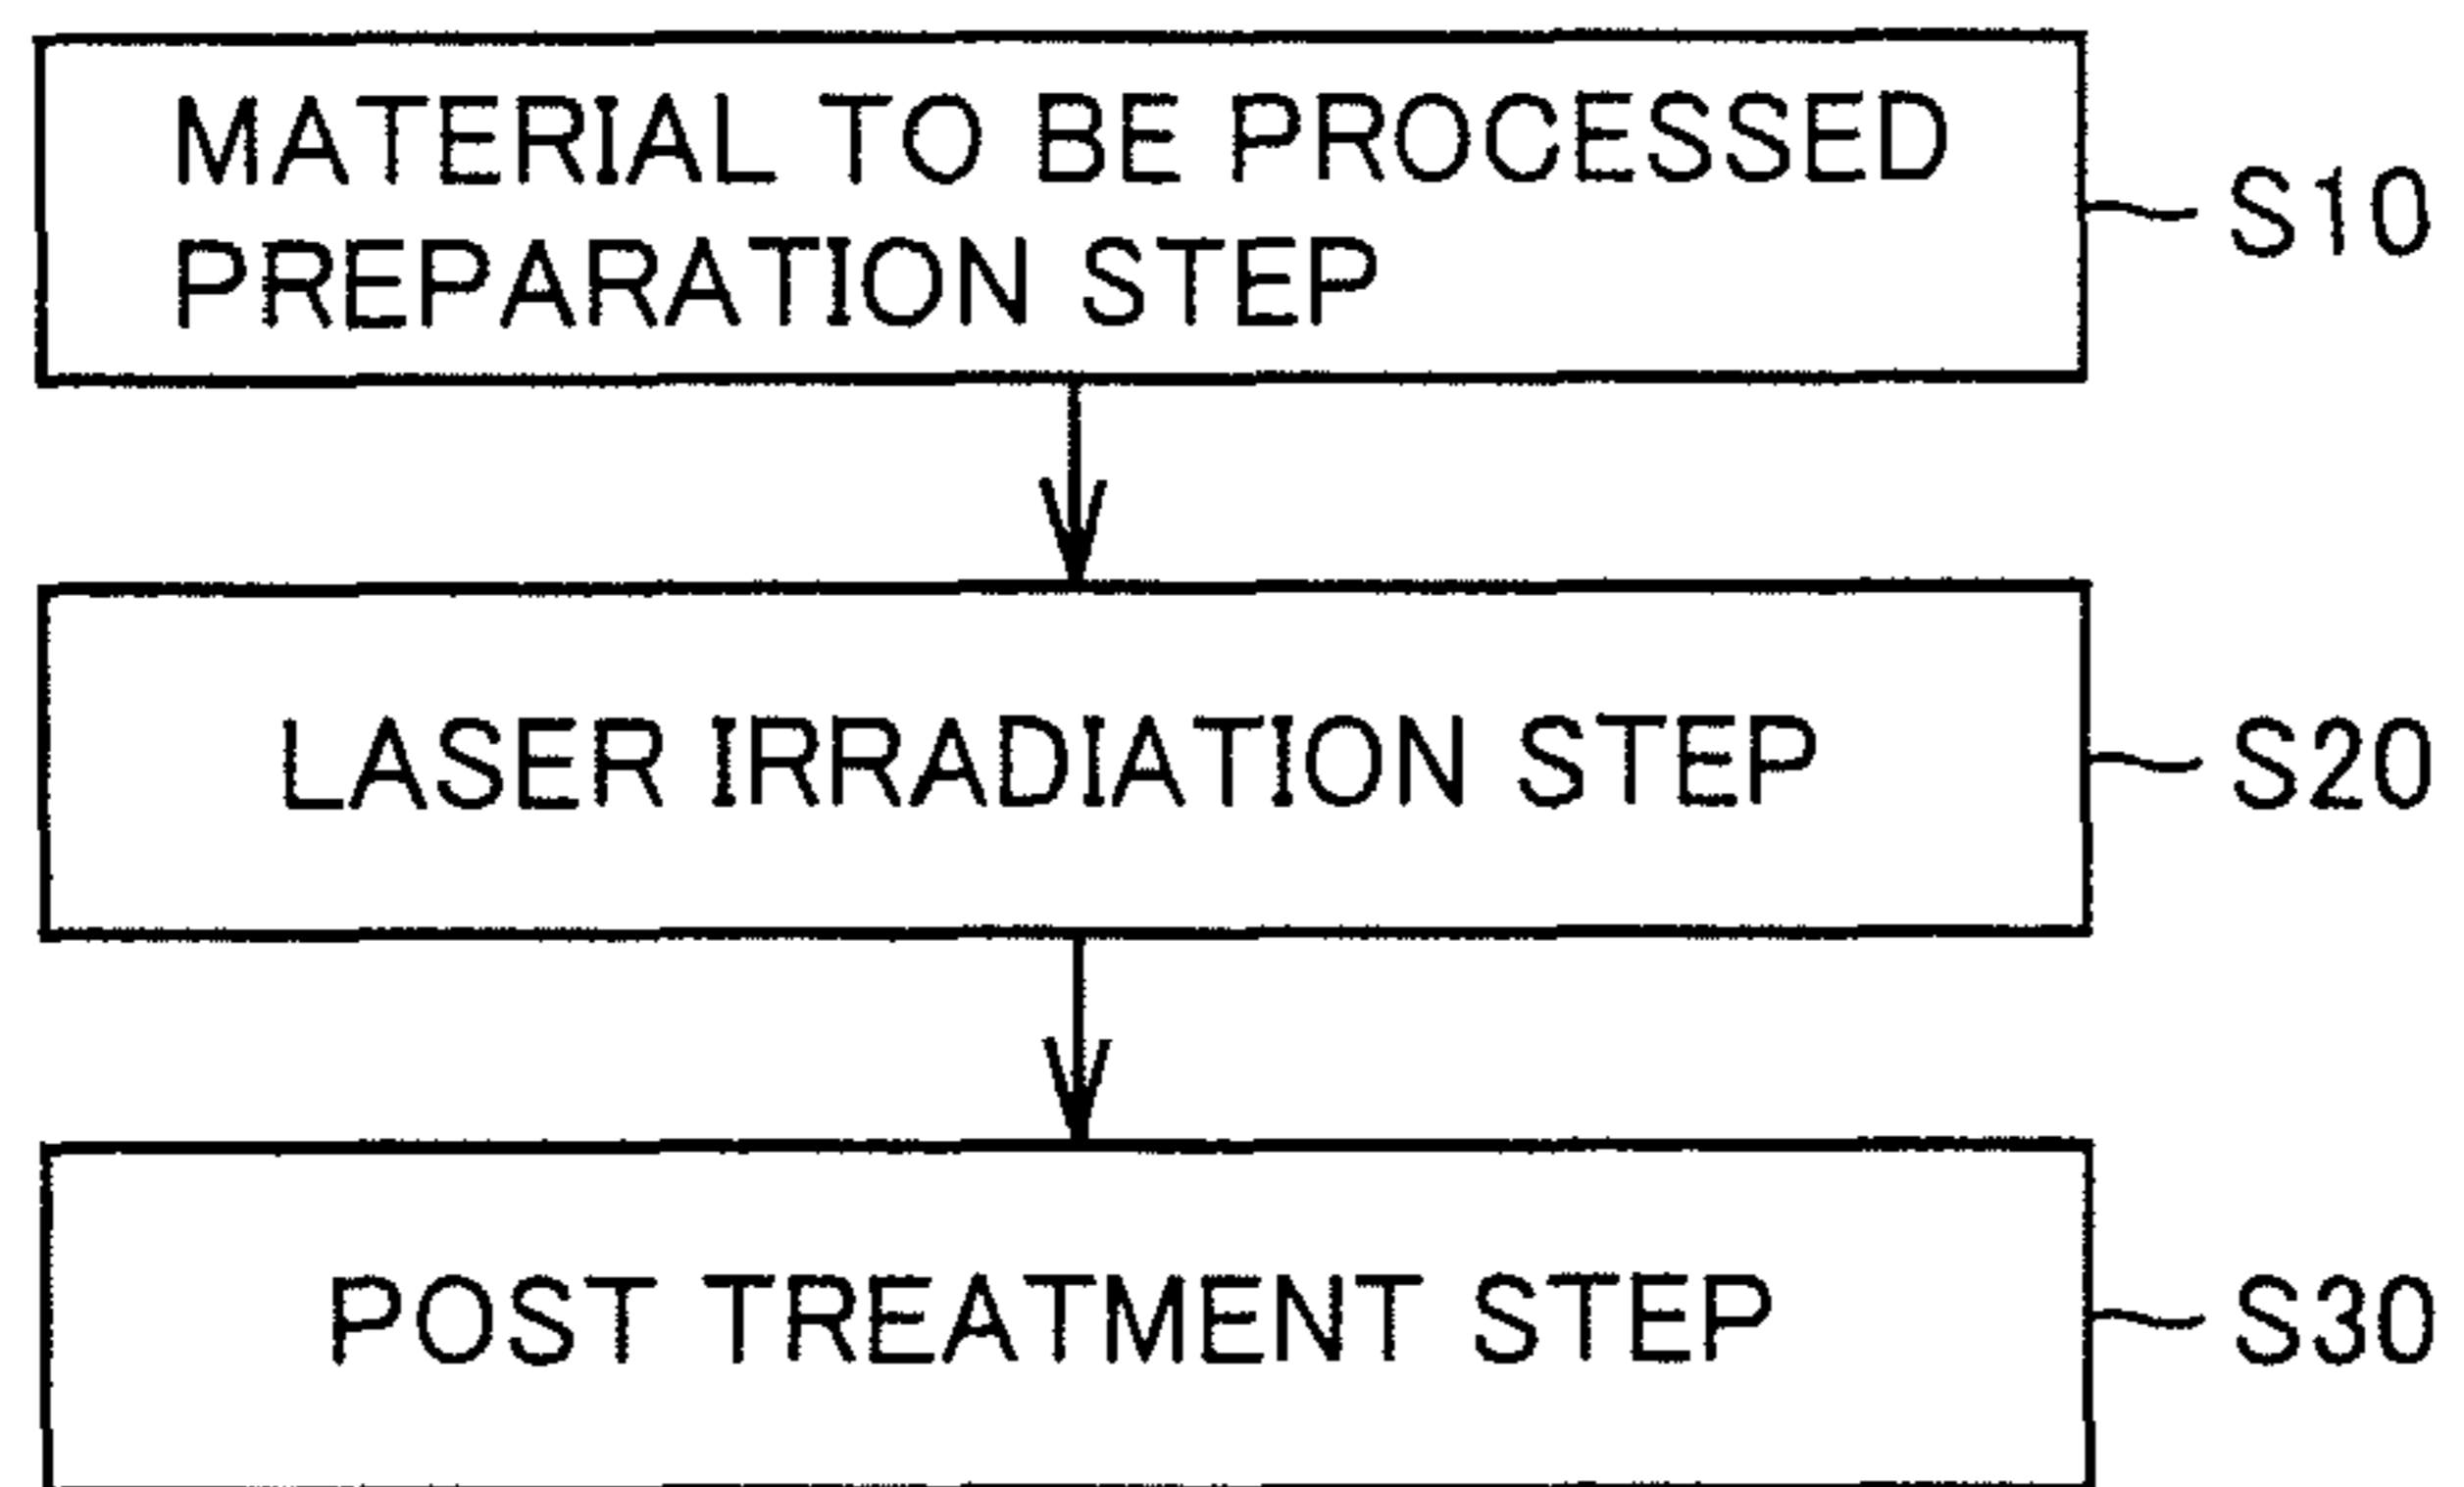 MATERIAL TO BE PROCESSED
PREPARATION STEP
S10
LASER IRRADIATION STEP
S20
POST TREATMENT STEP
S30